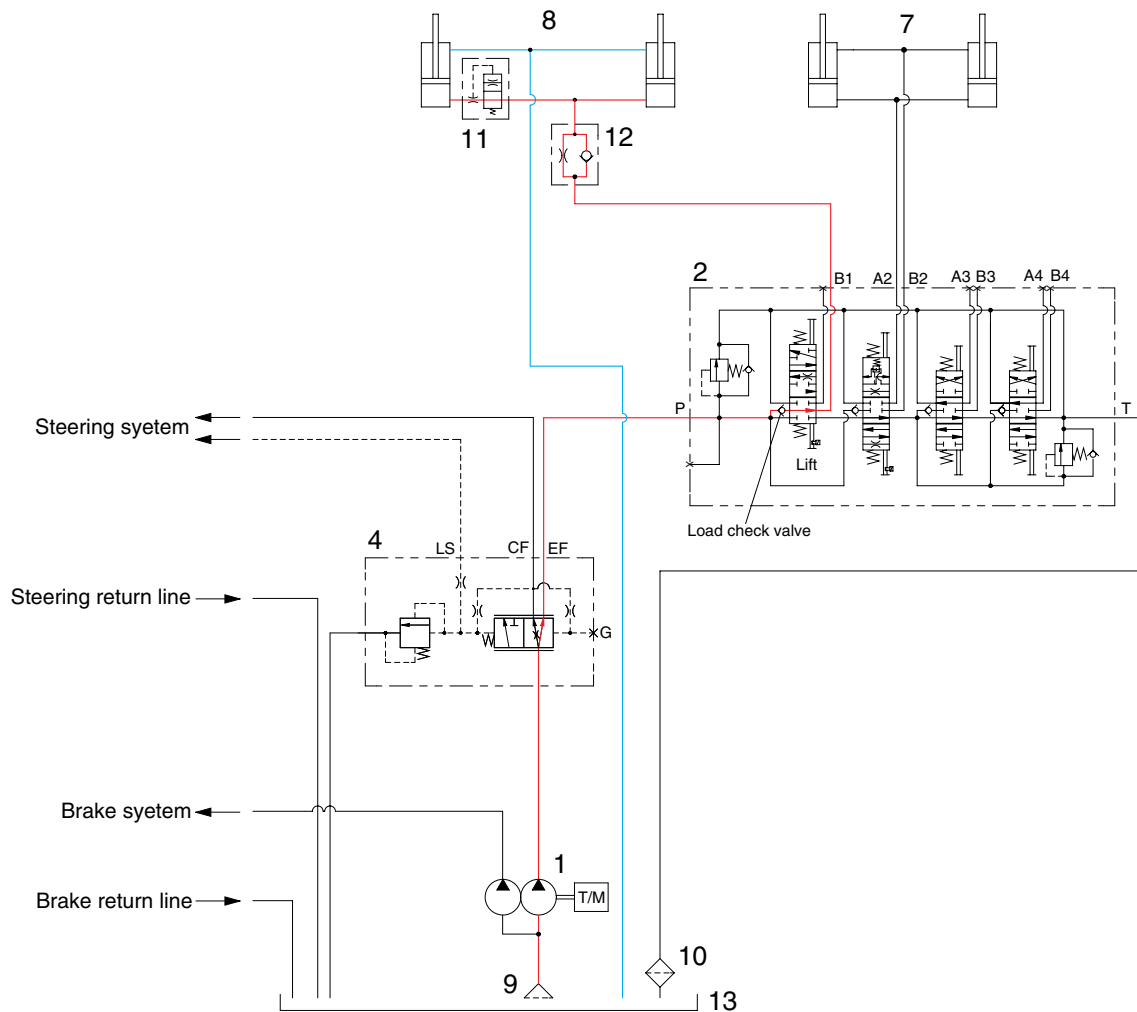 8
7
11
12
2
B1
A2
B2
A3
B3
A4
B4
P
T
Steering syetem
Lift
Load check valve
4
LS
CF
EF
Steering return line
G
Brake syetem
1
T/M
Brake return line
10
9
13